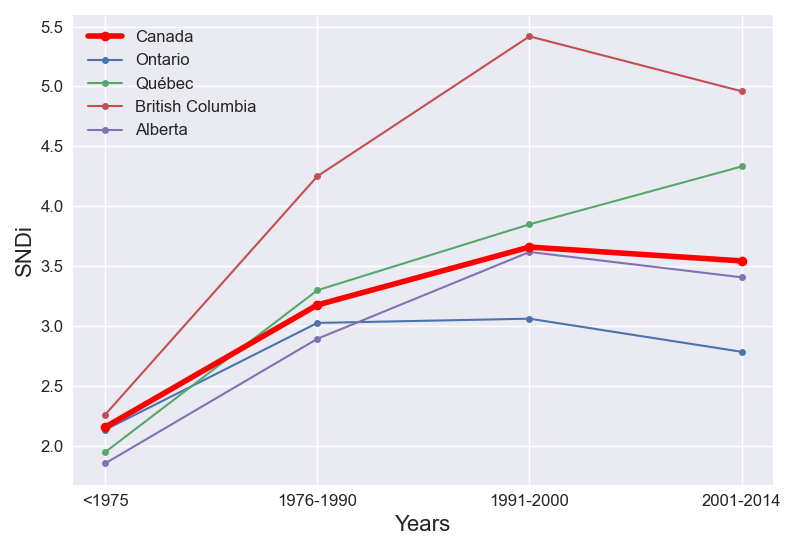 5.5
5.0
4.5
4.0
3.5
3.0
2.5
2.0
SNDi
Canada
Ontario
Québec
British Columbia
Alberta
<1975
1976-1990
1991-2000
2001-2014
Years